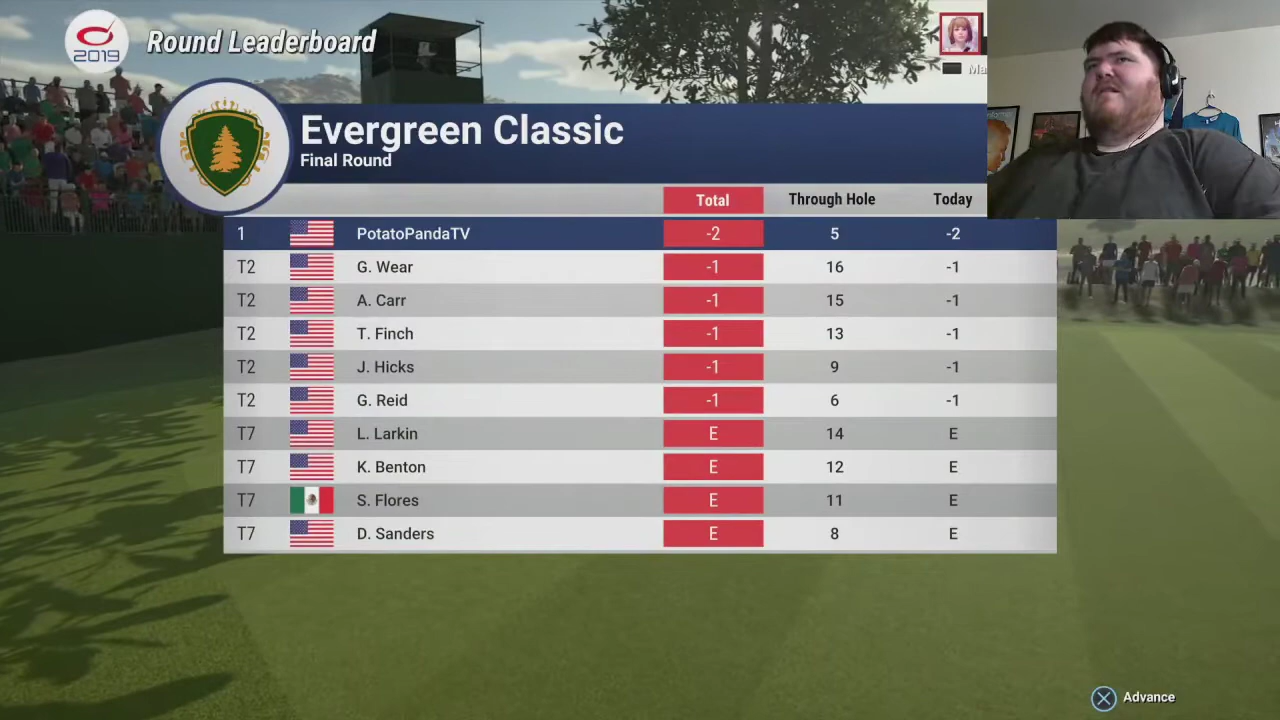 2019
Round Leaderboard
Ma
Evergreen Classic
Final Round
Total Through Hole Today
1 PotatoPandaTV -2 5 -2
T2 G. Wear -1 16 -1
T2 A. Carr -1 15 -1
T2 T. Finch -1 13 -1
T2 J. Hicks -1 9 -1
T2 G. Reid -1 6 -1
T7 L. Larkin E 14 E
T7 K. Benton E 12 E
T7 S. Flores E 11 E
T7 D. Sanders E 8 E
Advance